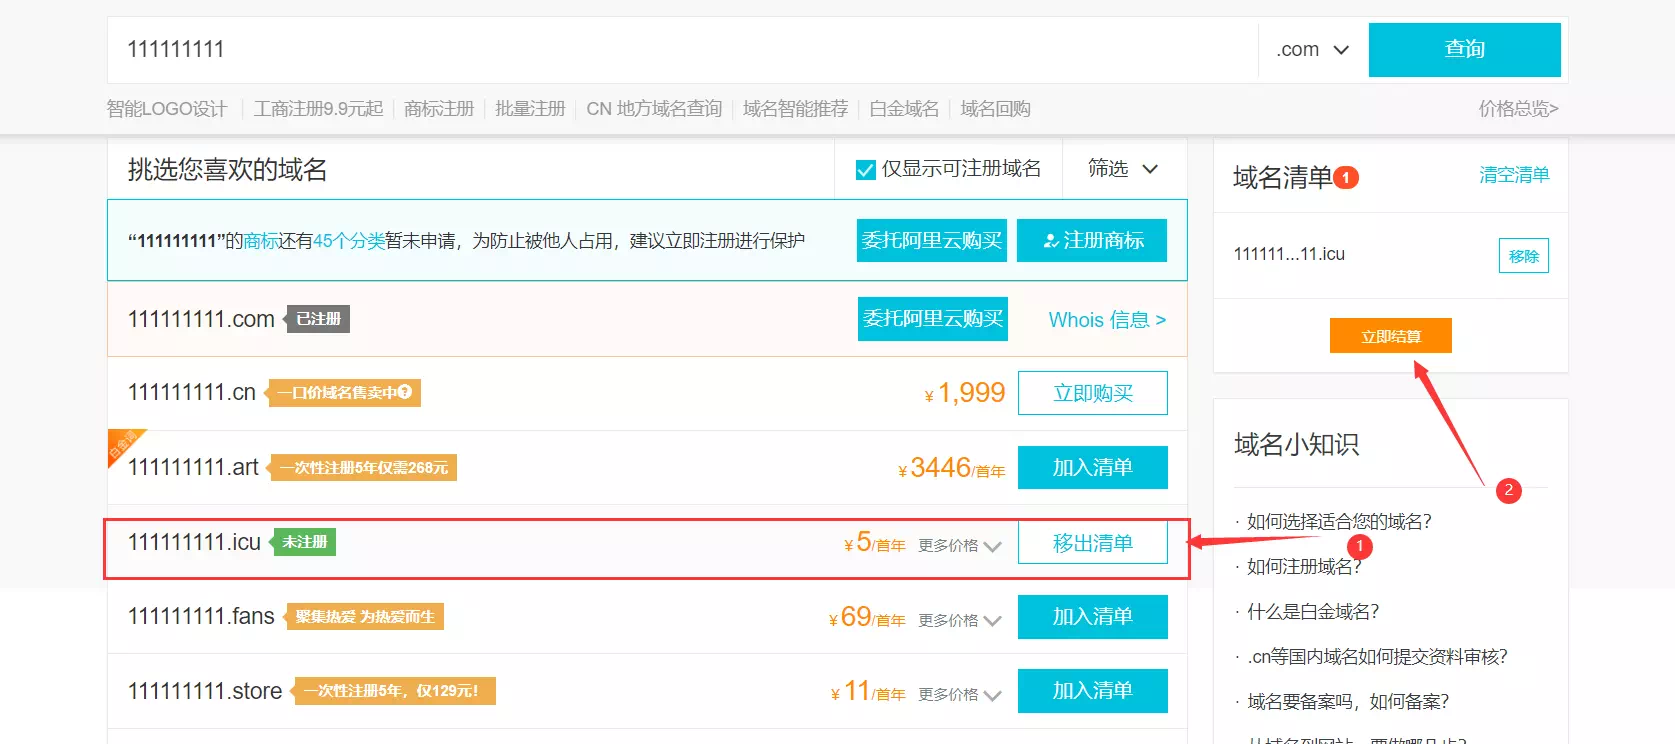 111111111 .com 查询
智能LOGO设计 工商注册9.9元起 商标注册 批量注册 CN 地方域名查询 域名智能推荐 白金域名 域名回购 价格总览>
挑选您喜欢的域名 仅显示可注册域名 筛选
“111111111”的商标还有45个分类暂未申请，为防止被他人占用，建议立即注册进行保护 委托阿里云购买 注册商标
111111111.com 已注册 委托阿里云购买 Whois 信息 >
111111111.cn 一口价域名售卖中? ¥1,999 立即购买
白金词
111111111.art 一次性注册5年仅需268元 ¥3446/首年 加入清单
111111111.icu 未注册 ¥5/首年 更多价格 移出清单
111111111.fans 聚集热爱 为热爱而生 ¥69/首年 更多价格 加入清单
111111111.store 一次性注册5年，仅129元！ ¥11/首年 更多价格 加入清单
域名清单 1 清空清单
111111...11.icu 移除
立即结算
域名小知识
2
· 如何选择适合您的域名？
1
· 如何注册域名？
· 什么是白金域名？
· .cn等国内域名如何提交资料审核？
· 域名要备案吗，如何备案？